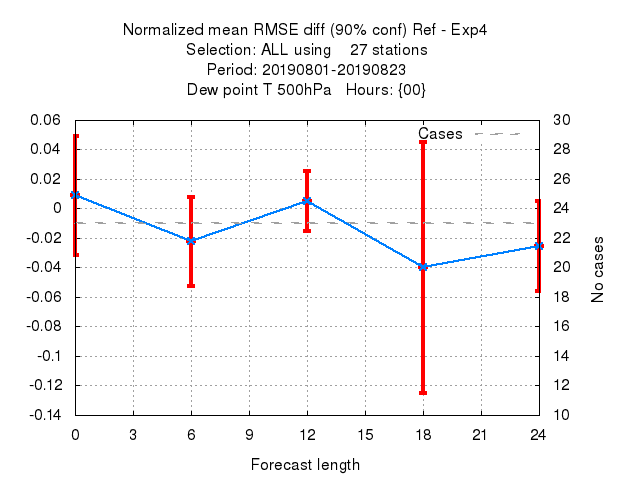 Normalized mean RMSE diff (90% conf) Ref - Exp4
Selection: ALL using    27 stations
Period: 20190801-20190823
Dew point T 500hPa   Hours: {00}
Cases
0.06
0.04
0.02
0
-0.02
-0.04
-0.06
-0.08
-0.1
-0.12
-0.14
30
28
26
24
22
20
18
16
14
12
10
No cases
0 3 6 9 12 15 18 21 24
Forecast length